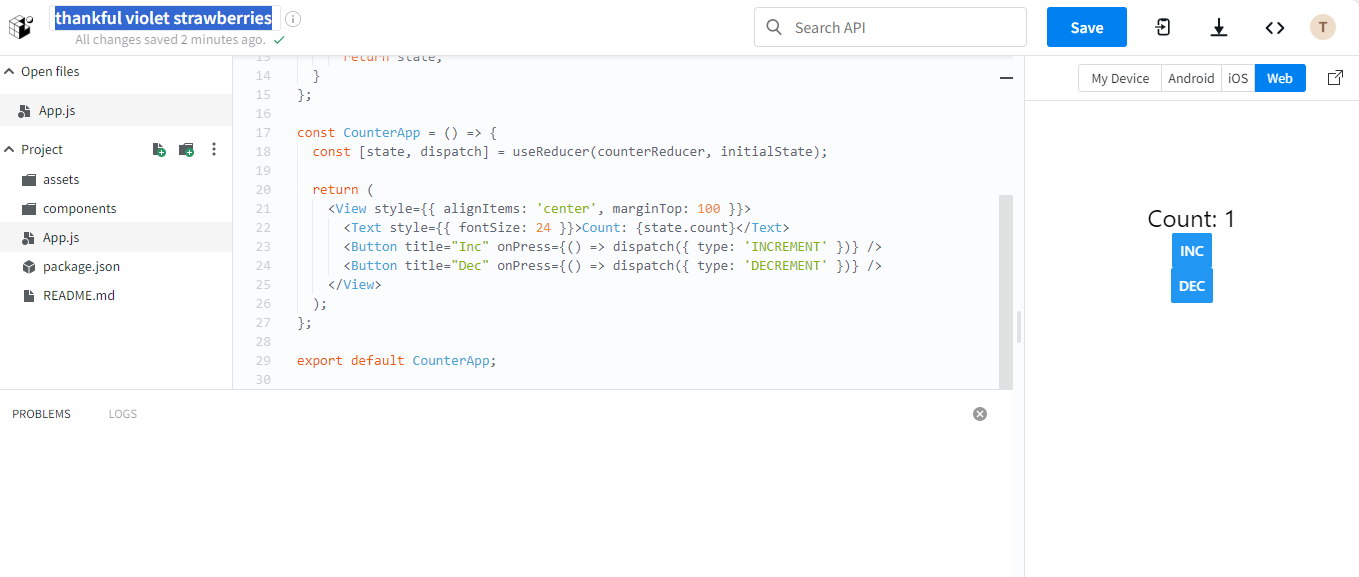 thankful violet strawberries
All changes saved 2 minutes ago.
Search API
Save
T
Open files
App.js
Project
assets
components
App.js
package.json
README.md
13 return state;
14 }
15 };
16
17 const CounterApp = () => {
18 const [state, dispatch] = useReducer(counterReducer, initialState);
19
20 return (
21 <View style={{ alignItems: 'center', marginTop: 100 }}>
22 <Text style={{ fontSize: 24 }}>Count: {state.count}</Text>
23 <Button title="Inc" onPress={() => dispatch({ type: 'INCREMENT' })} />
24 <Button title="Dec" onPress={() => dispatch({ type: 'DECREMENT' })} />
25 </View>
26 );
27 };
28
29 export default CounterApp;
30
My Device Android iOS Web
Count: 1
INC
DEC
PROBLEMS LOGS